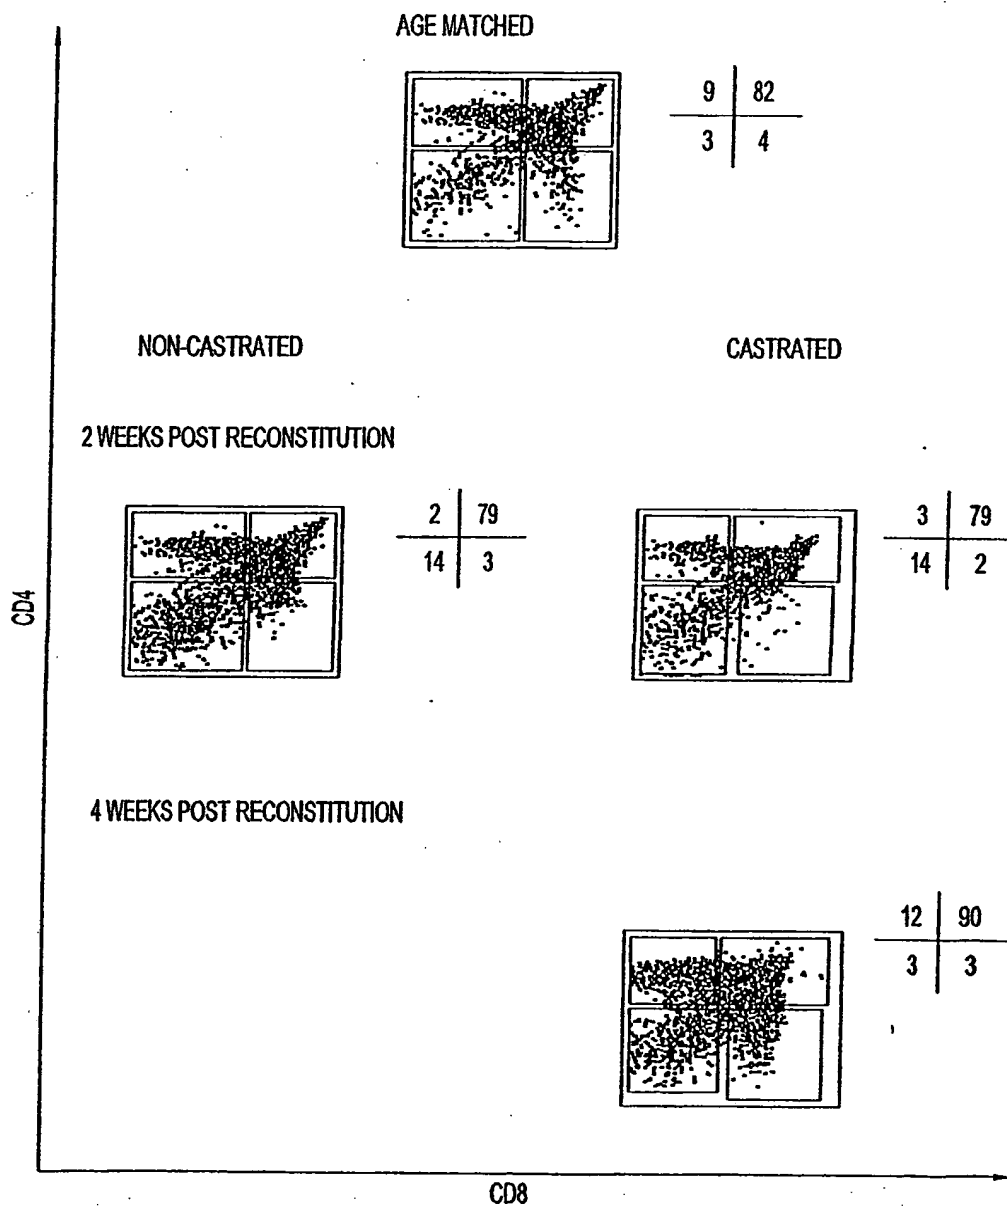 AGE MATCHED
9 82
3 4
NON-CASTRATED CASTRATED
2 WEEKS POST RECONSTITUTION
2 79
14 3
3 79
14 2
4 WEEKS POST RECONSTITUTION
12 90
3 3
CD4
CD8